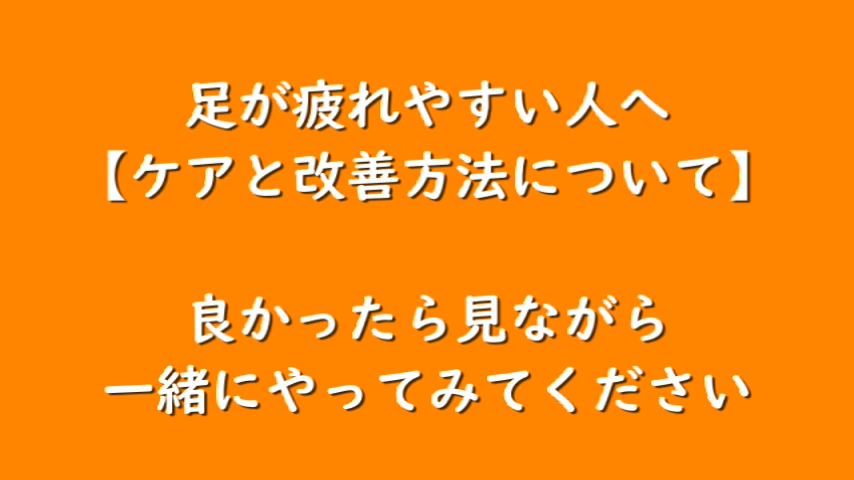 足が疲れやすい人へ
【ケアと改善方法について】
良かったら見ながら
一緒にやってみてください